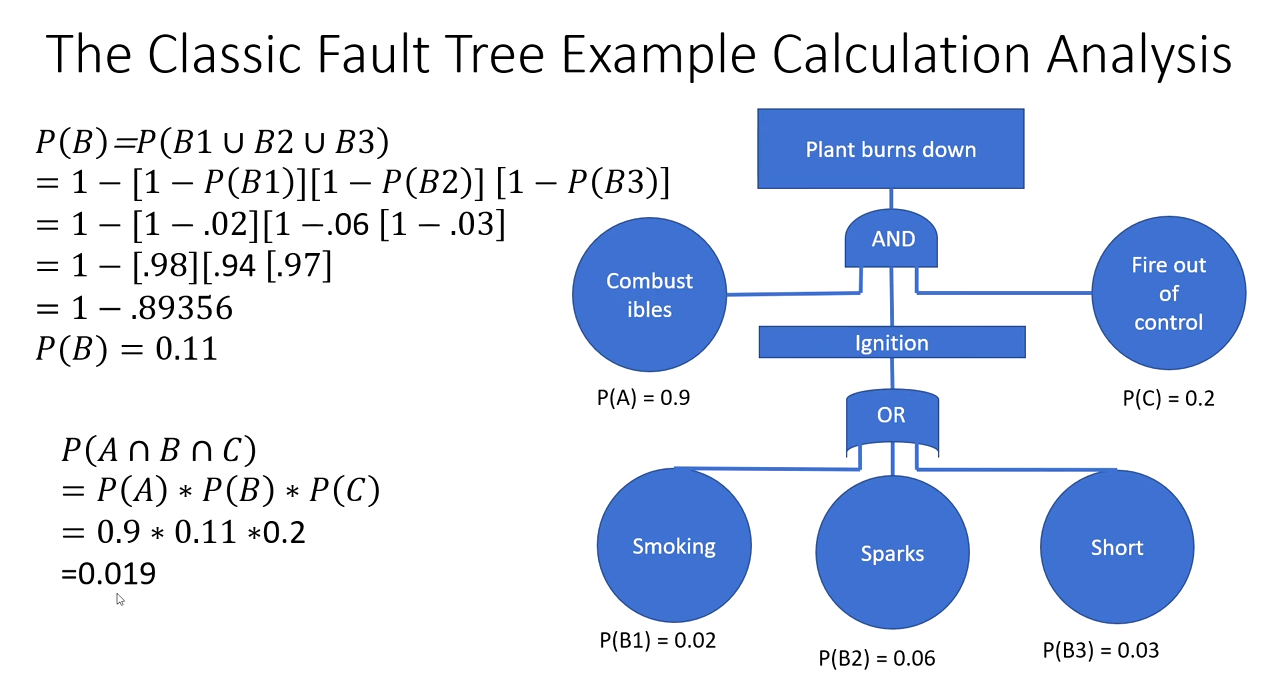 The Classic Fault Tree Example Calculation Analysis
P(B)=P(B1 ∪ B2 ∪ B3)
= 1 − [1 − P(B1)][1 − P(B2)] [1 − P(B3)]
= 1 − [1 − .02][1 −.06 [1 − .03]
= 1 − [.98][.94 [.97]
= 1 − .89356
P(B) = 0.11
P(A ∩ B ∩ C)
= P(A) ∗ P(B) ∗ P(C)
= 0.9 ∗ 0.11 ∗0.2
=0.019
Plant burns down
AND
Combust
ibles
Fire out
of
control
Ignition
P(A) = 0.9
P(C) = 0.2
OR
Smoking
Sparks
Short
P(B1) = 0.02
P(B2) = 0.06
P(B3) = 0.03